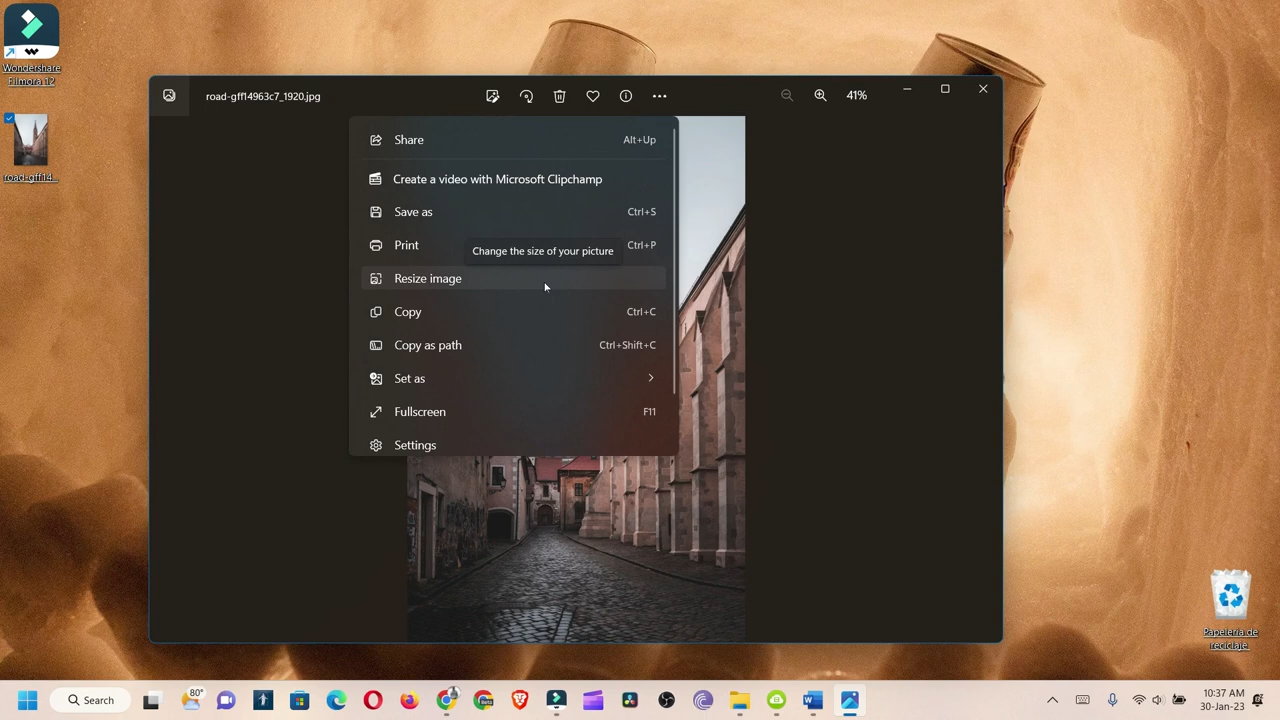 Wondershare
Filmora 12
road-gff14...
road-gff14963c7_1920.jpg
41%
Share Alt+Up
Create a video with Microsoft Clipchamp
Save as Ctrl+S
Print Ctrl+P
Change the size of your picture
Resize image
Copy Ctrl+C
Copy as path Ctrl+Shift+C
Set as
Fullscreen F11
Settings
Papelería de
reciclaje
Search
80°
Beta
10:37 AM
30-Jan-23